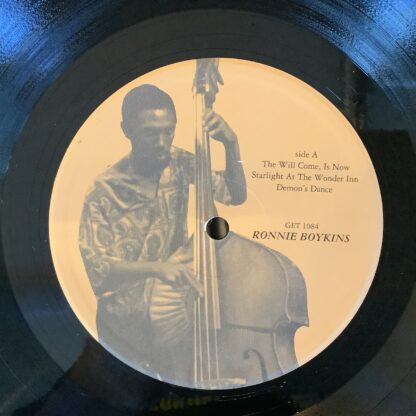 side A
The Will Come, Is Now
Starlight At The Wonder Inn
Demon's Dance
GET 1084
RONNIE BOYKINS